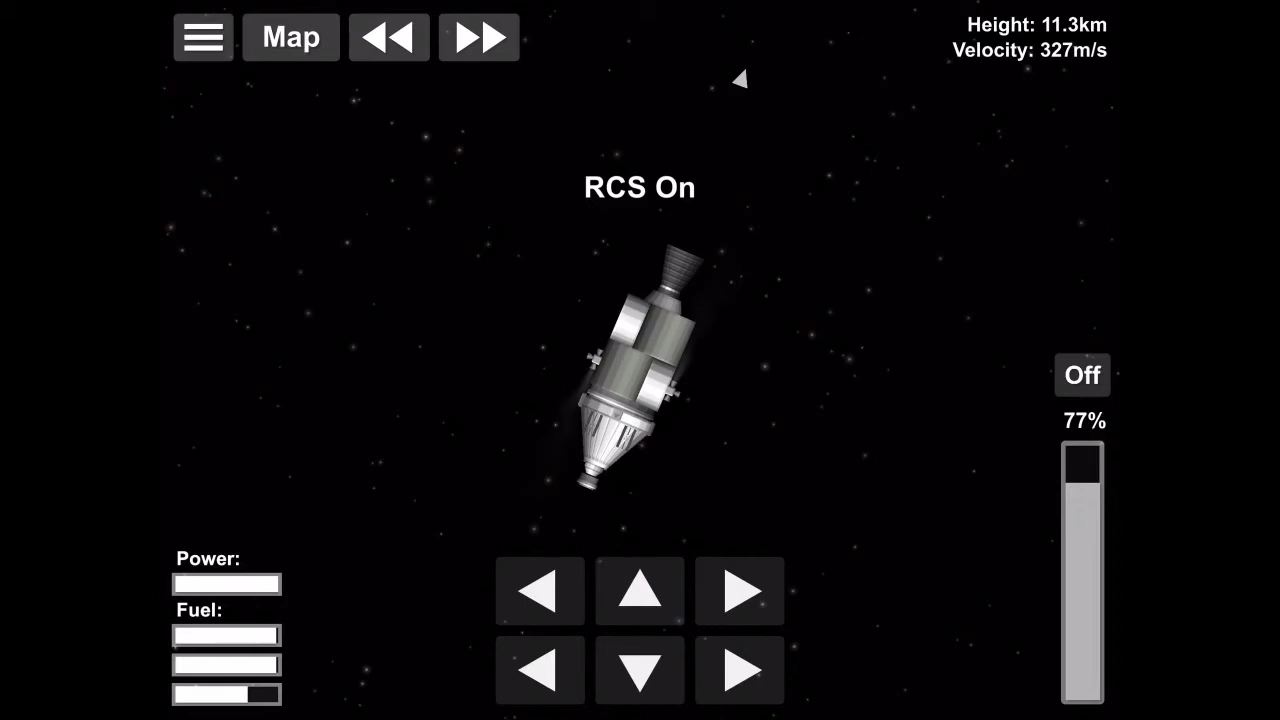 Map
Height: 11.3km
Velocity: 327m/s
RCS On
Off
77%
Power:
Fuel: